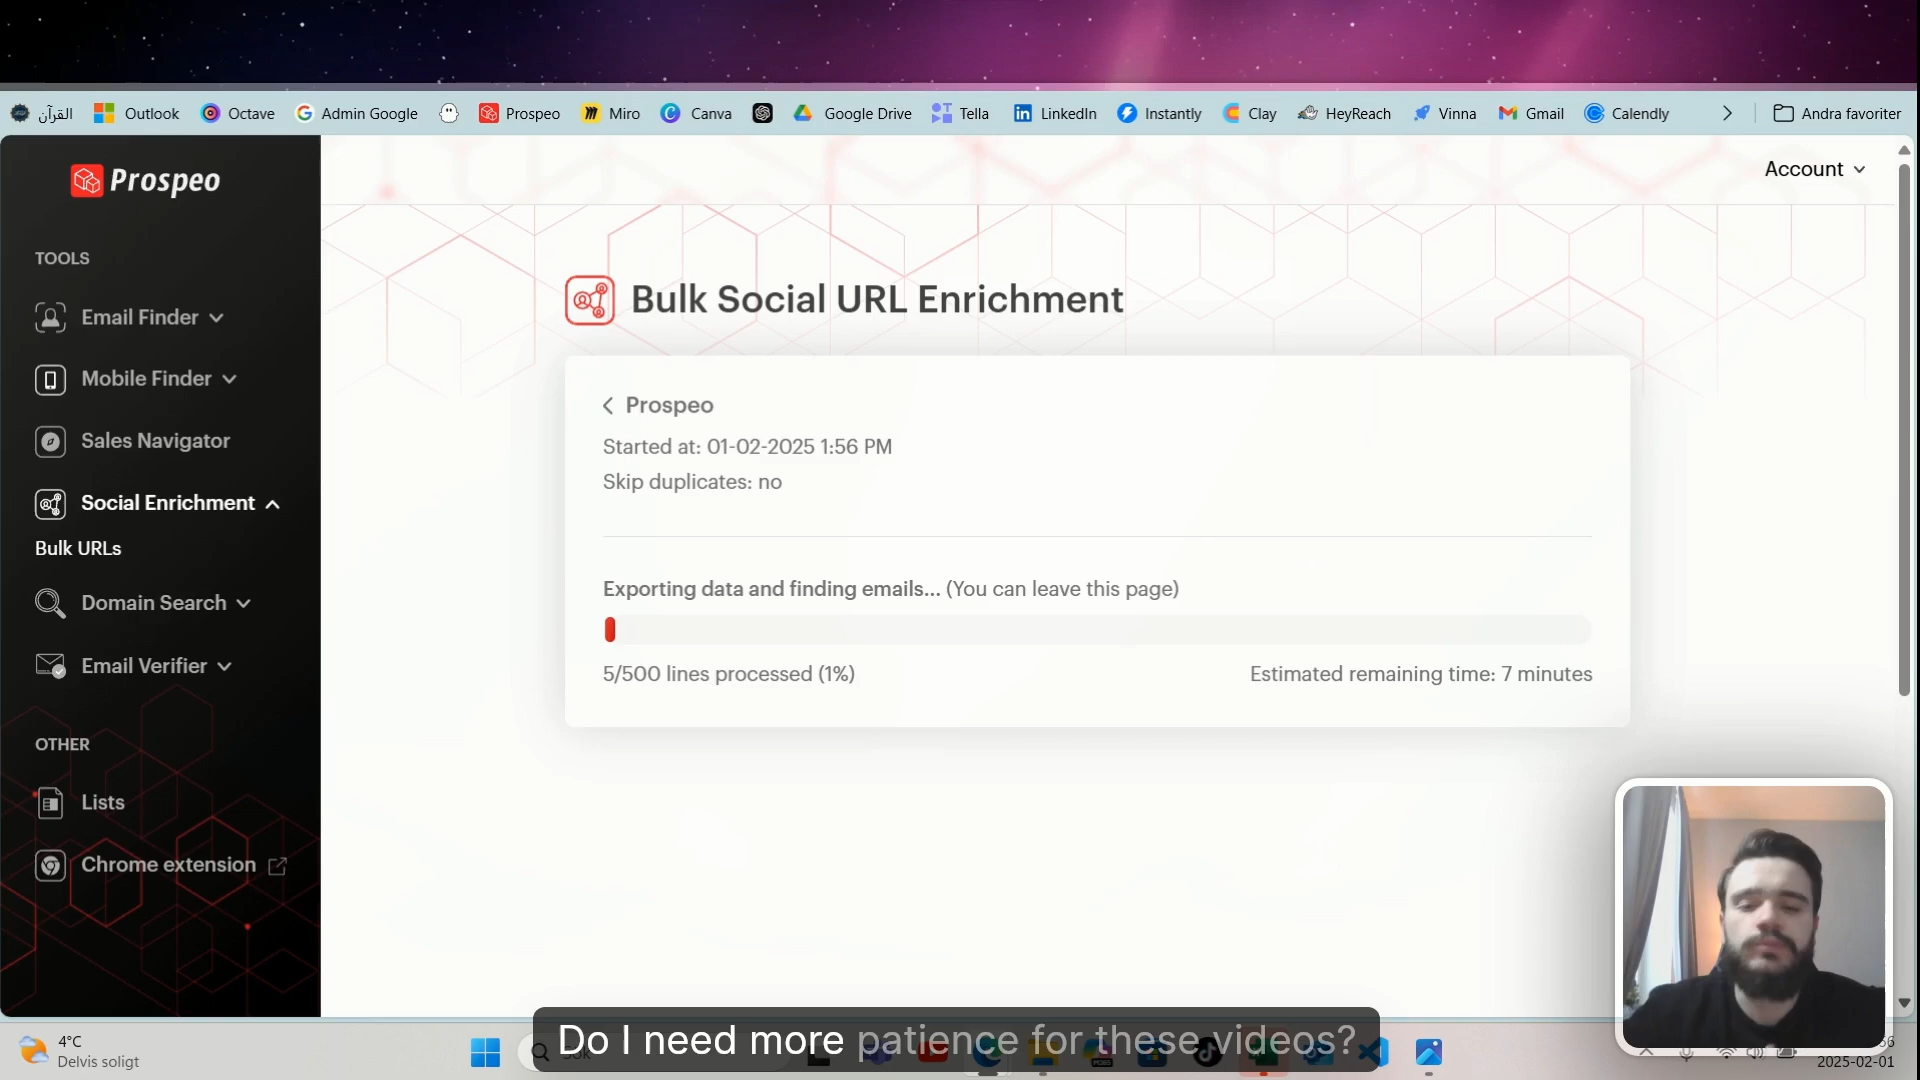 القرآن
Outlook
Octave
Admin Google
Prospeo
Miro
Canva
Google Drive
Tella
LinkedIn
Instantly
Clay
HeyReach
Vinna
Gmail
Calendly
Andra favoriter
Prospeo
Account
TOOLS
Email Finder
Mobile Finder
Sales Navigator
Social Enrichment
Bulk URLs
Domain Search
Email Verifier
OTHER
Lists
Chrome extension
Bulk Social URL Enrichment
Prospeo
Started at: 01-02-2025 1:56 PM
Skip duplicates: no
Exporting data and finding emails... (You can leave this page)
5/500 lines processed (1%)
Estimated remaining time: 7 minutes
Do I need more patience for these videos?
4°C
Delvis soligt
2025-02-01